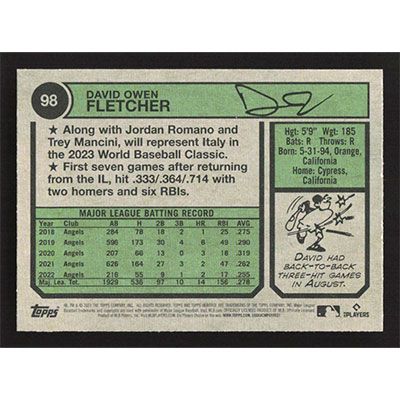 98
DAVID OWEN
FLETCHER
★ Along with Jordan Romano and
Trey Mancini, will represent Italy in
the 2023 World Baseball Classic.
★ First seven games after returning
from the IL, hit .333/.364/.714 with
two homers and six RBIs.
Hgt: 5'9" Wgt: 185
Bats: R Throws: R
Born: 5-31-94, Orange,
California
Home: Cypress,
California
MAJOR LEAGUE BATTING RECORD
Year Club AB H 2B 3B HR RBI AVG
2018 Angels 284 78 18 2 1 25 .275
2019 Angels 596 173 30 4 6 49 .290
2020 Angels 207 66 13 0 3 18 .319
2021 Angels 626 164 27 3 2 47 .262
2022 Angels 216 55 9 1 2 17 .255
Maj. Lea. Tot. 1929 536 97 10 14 156 .278
DAVID HAD
BACK-TO-BACK
THREE-HIT GAMES
IN AUGUST.
Topps
PLAYERS